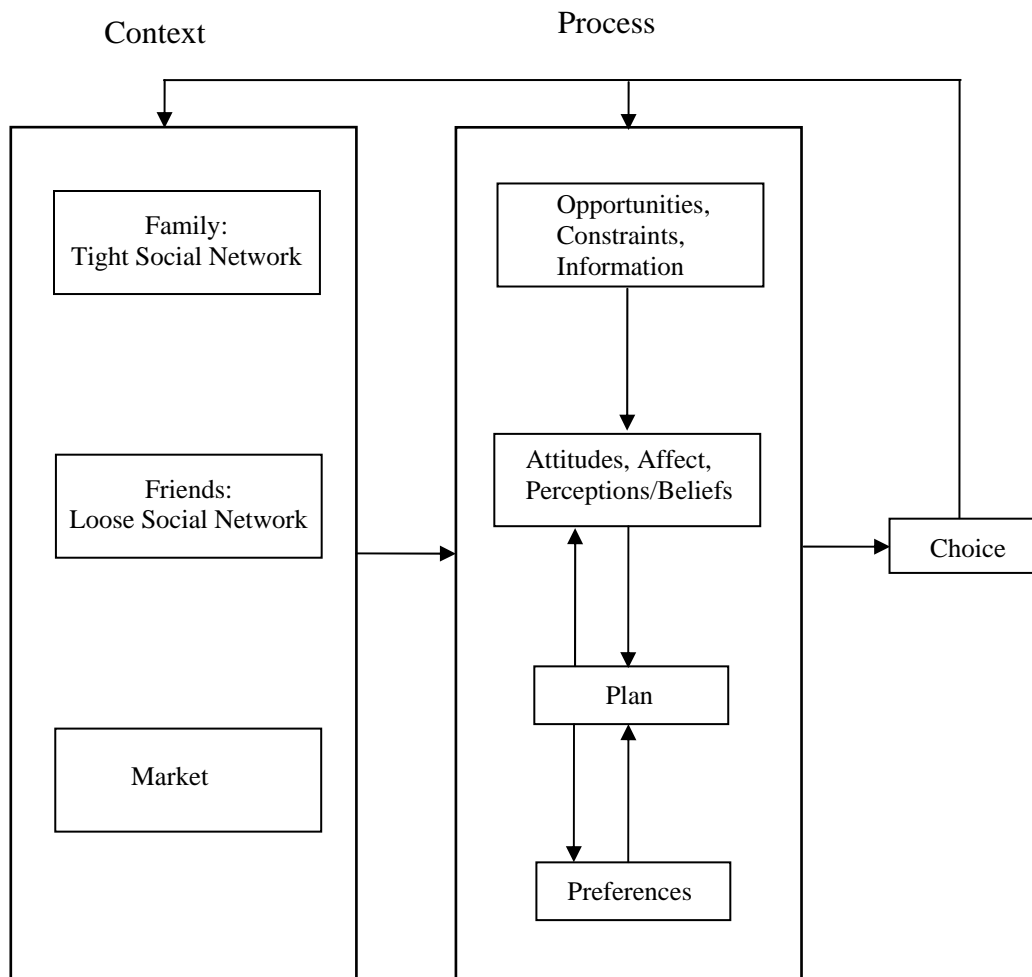 Context
Process
Family:
Tight Social Network
Friends:
Loose Social Network
Market
Opportunities,
Constraints,
Information
Attitudes, Affect,
Perceptions/Beliefs
Plan
Preferences
Choice